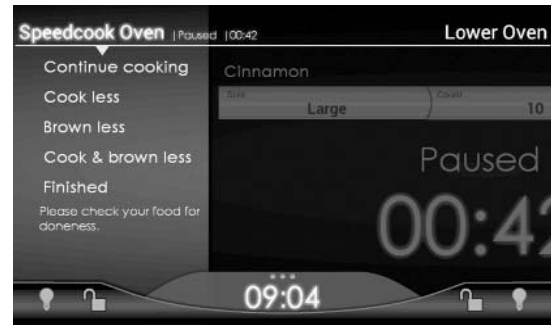 Speedcook Oven | Paused | 00:42
Lower Oven
Continue cooking
Cook less
Brown less
Cook & brown less
Finished
Please check your food for
doneness.
Cinnamon
Size
Count
Large
10
Paused
00:42
09:04